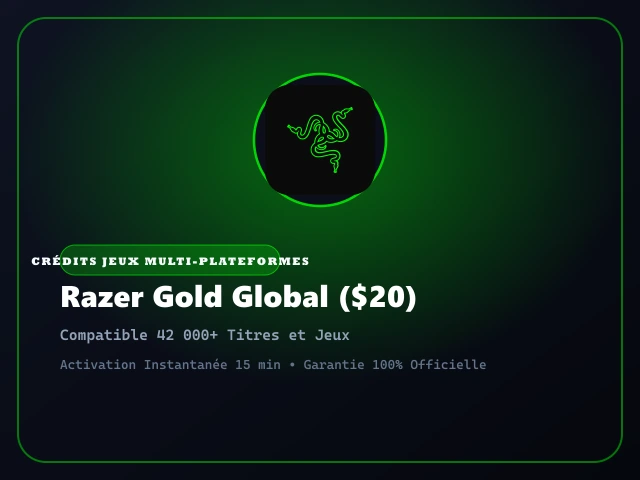 CRÉDITS JEUX MULTI-PLATEFORMES
Razer Gold Global ($20)
Compatible 42 000+ Titres et Jeux
Activation Instantanée 15 min • Garantie 100% Officielle